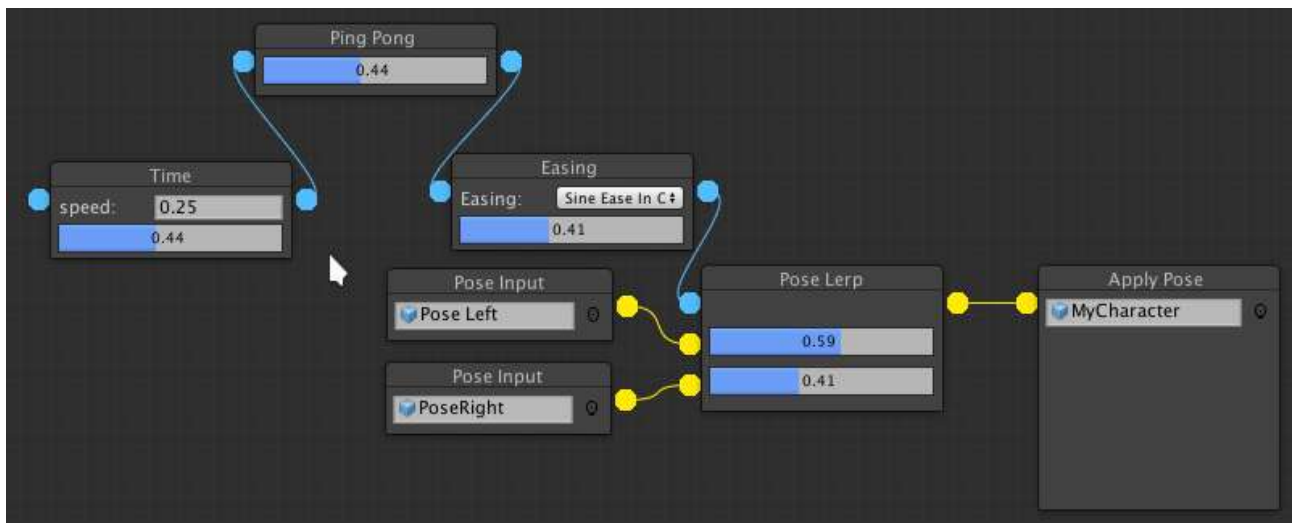 Ping Pong
0.44
Time
speed: 0.25
0.44
Easing
Easing: Sine Ease In C
0.41
Pose Input
Pose Left
Pose Input
PoseRight
Pose Lerp
0.59
0.41
Apply Pose
MyCharacter